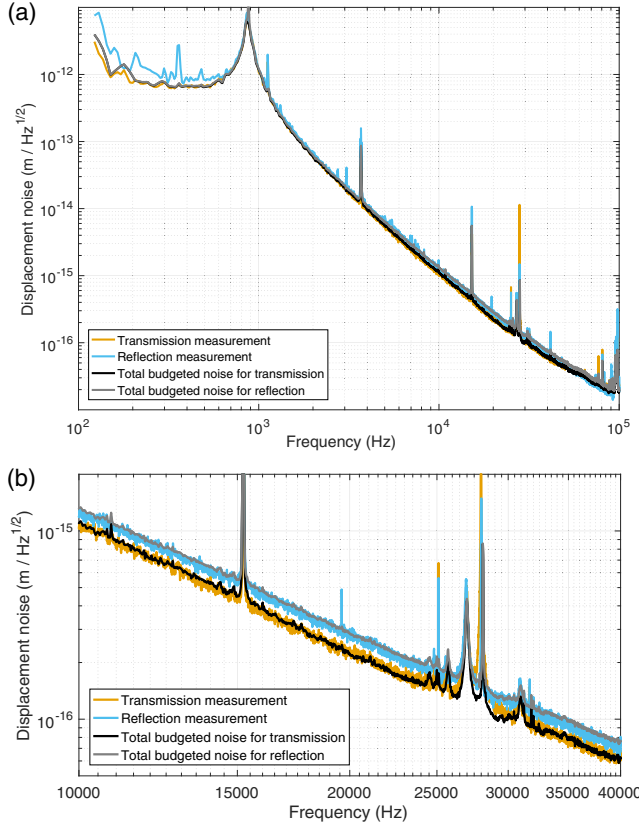 (a)
10^-12
10^-13
10^-14
10^-15
10^-16
Displacement noise (m / Hz^1/2)
Transmission measurement
Reflection measurement
Total budgeted noise for transmission
Total budgeted noise for reflection
10^2 10^3 10^4 10^5
Frequency (Hz)
(b)
10^-15
10^-16
Displacement noise (m / Hz^1/2)
Transmission measurement
Reflection measurement
Total budgeted noise for transmission
Total budgeted noise for reflection
10000 15000 20000 25000 30000 35000 40000
Frequency (Hz)